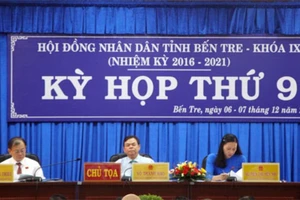 HỘI ĐỒNG NHÂN DÂN TỈNH BẾN TRE - KHÓA IX
(NHIỆM KỲ 2016 - 2021)
KỲ HỌP THỨ 9
Bến Tre, ngày 06 - 07 tháng 12 năm
CHỦ TỌA